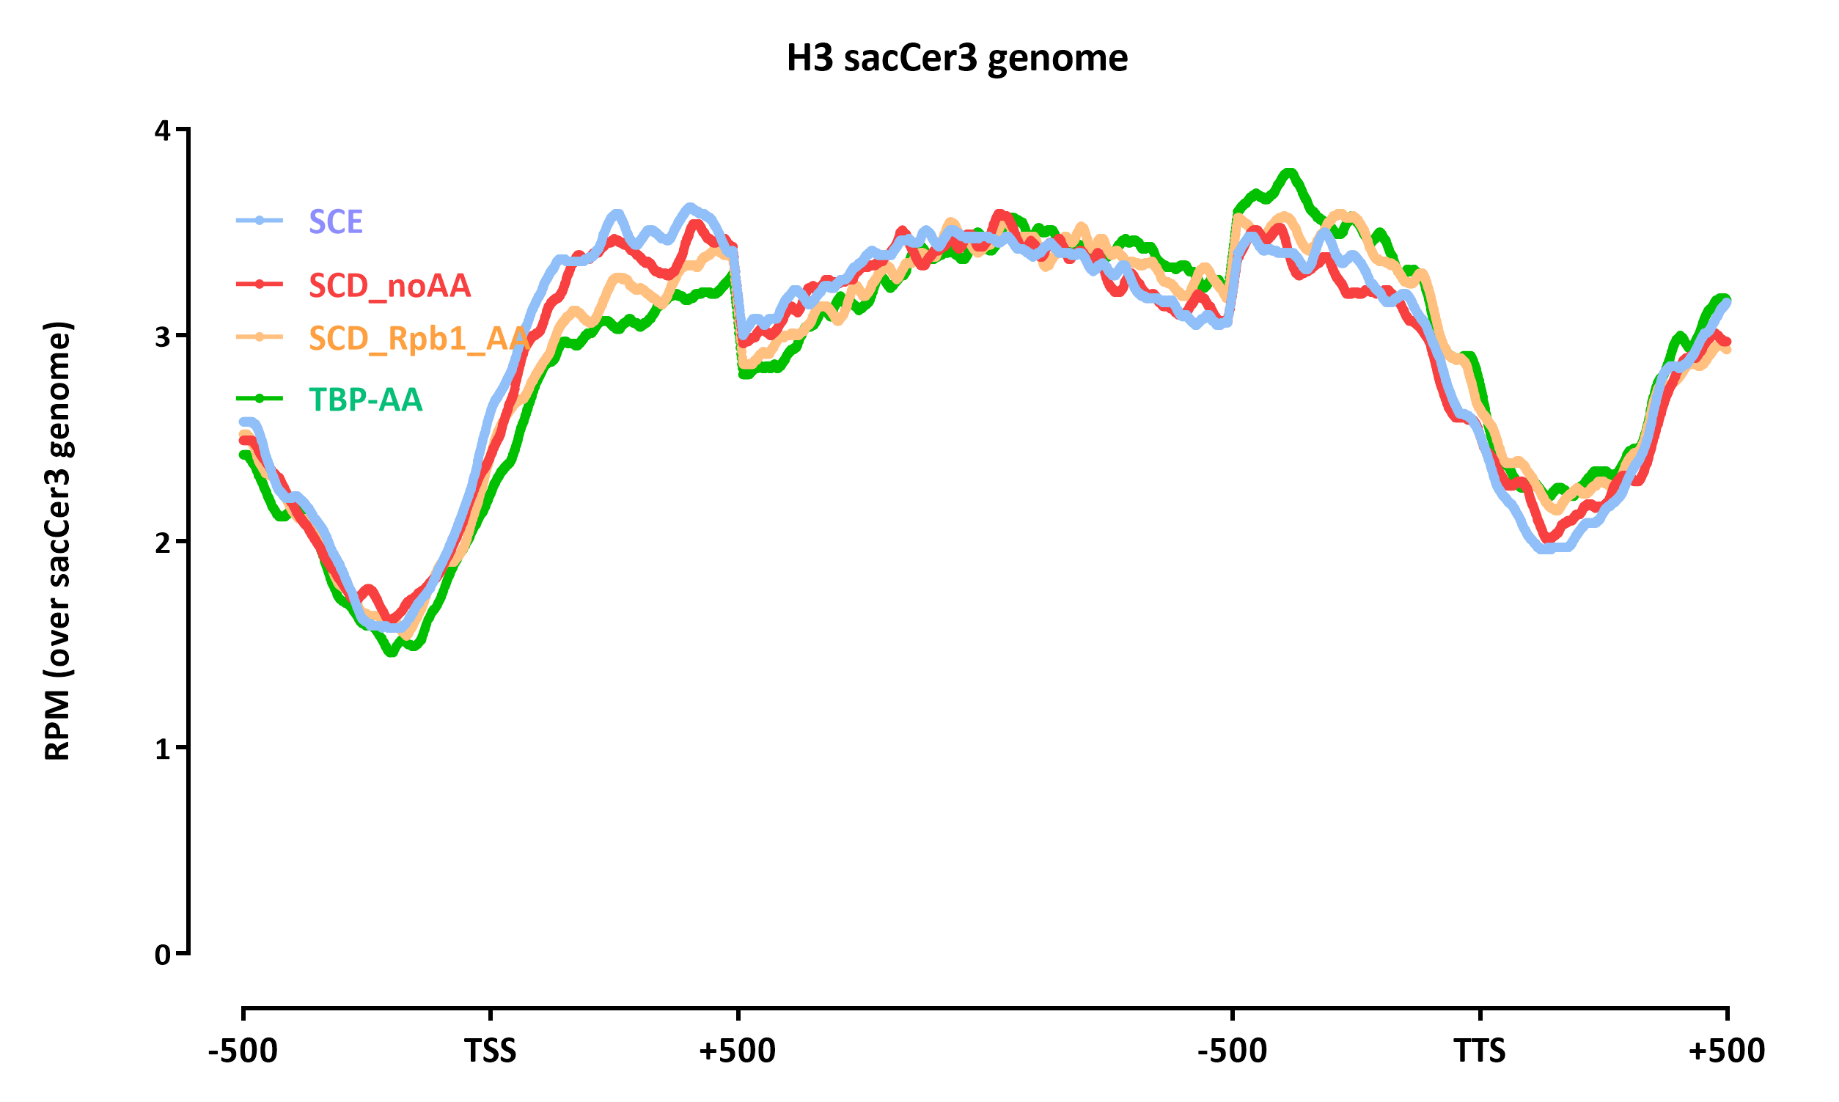 H3 sacCer3 genome
RPM (over sacCer3 genome)
4
3
2
1
0
SCE
SCD_noAA
SCD_Rpb1_AA
TBP-AA
-500 TSS +500 -500 TTS +500